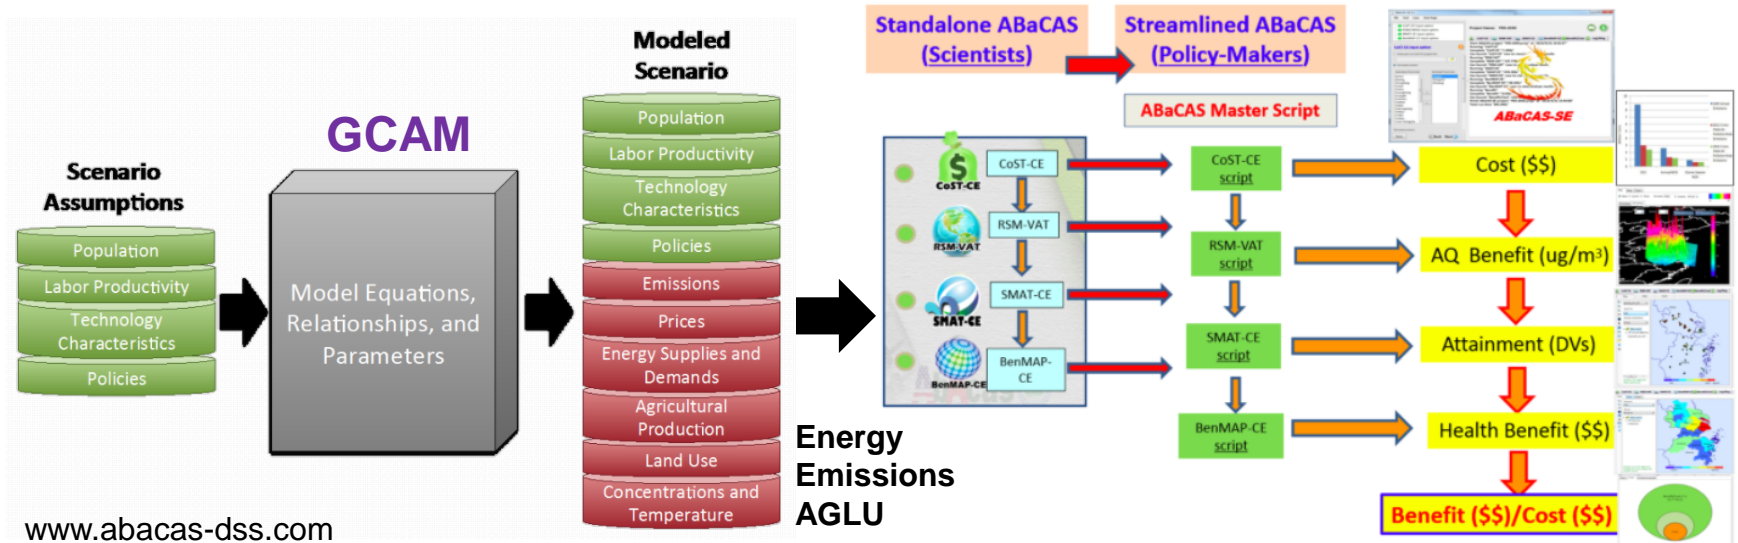 Scenario
Assumptions
Population
Labor Productivity
Technology
Characteristics
Policies
GCAM
Model Equations,
Relationships, and
Parameters
Modeled
Scenario
Population
Labor Productivity
Technology
Characteristics
Policies
Emissions
Prices
Energy Supplies and
Demands
Agricultural
Production
Land Use
Concentrations and
Temperature
www.abacas-dss.com
Energy
Emissions
AGLU
Standalone ABaCAS
(Scientists)
Streamlined ABaCAS
(Policy-Makers)
ABaCAS Master Script
CoST-CE
CoST-CE
RSM-VAT
RSM-VAT
SMAT-CE
SMAT-CE
BenMAP-CE
BenMAP-
CE
CoST-CE
script
RSM-VAT
script
SMAT-CE
script
BenMAP-CE
script
ABaCAS-SE
Cost ($$)
AQ Benefit (ug/m³)
Attainment (DVs)
Health Benefit ($$)
Benefit ($$)/Cost ($$)